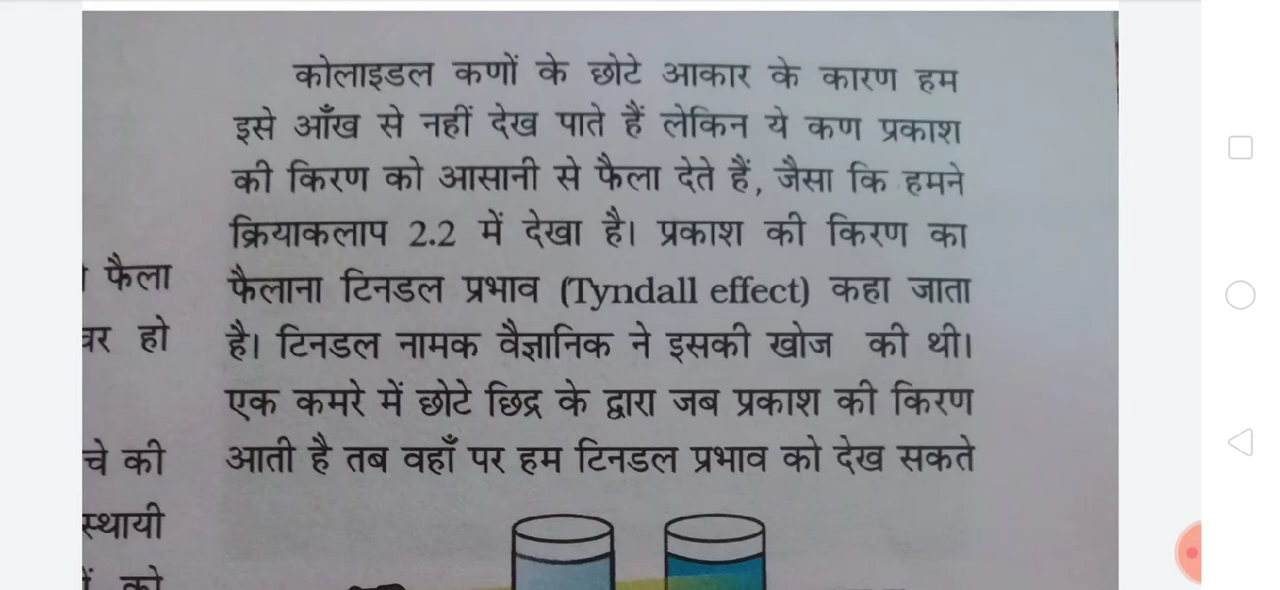 कोलाइडल कणों के छोटे आकार के कारण हम
इसे आँख से नहीं देख पाते हैं लेकिन ये कण प्रकाश
की किरण को आसानी से फैला देते हैं, जैसा कि हमने
क्रियाकलाप 2.2 में देखा है। प्रकाश की किरण का
फैलाना टिनडल प्रभाव (Tyndall effect) कहा जाता
है। टिनडल नामक वैज्ञानिक ने इसकी खोज की थी।
एक कमरे में छोटे छिद्र के द्वारा जब प्रकाश की किरण
आती है तब वहाँ पर हम टिनडल प्रभाव को देख सकते
फैला
हो
चे की
स्थायी
को